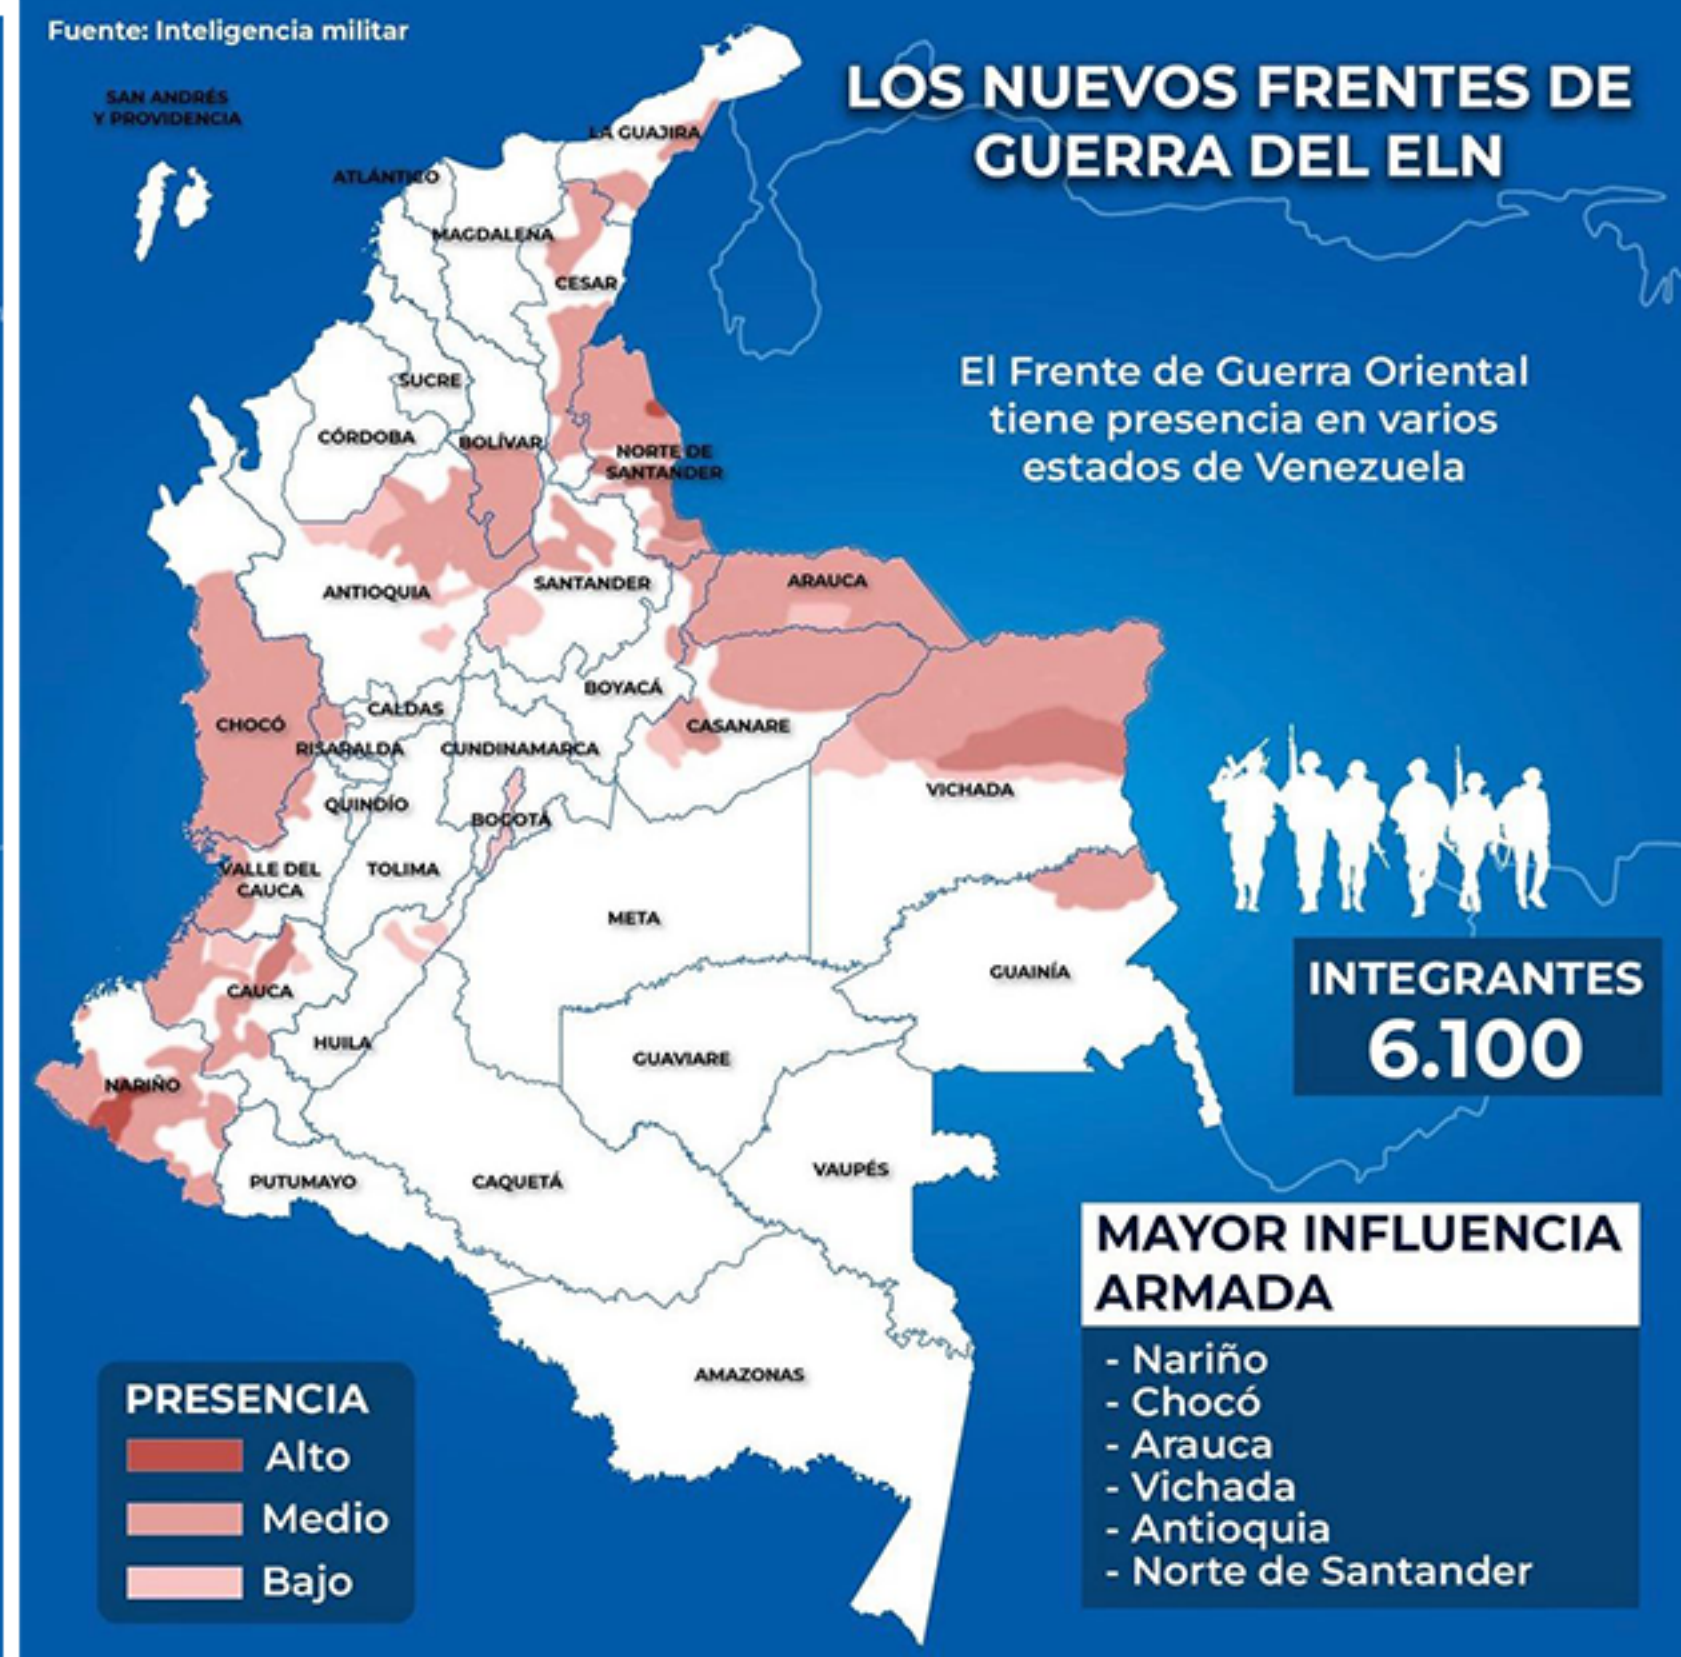 Fuente: Inteligencia militar
SAN ANDRÉS
Y PROVIDENCIA
LOS NUEVOS FRENTES DE
GUERRA DEL ELN
LA GUAJIRA
ATLÁNTICO
MAGDALENA
CESAR
SUCRE
CÓRDOBA
BOLÍVAR
NORTE DE
SANTANDER
El Frente de Guerra Oriental
tiene presencia en varios
estados de Venezuela
ANTIOQUIA
SANTANDER
ARAUCA
BOYACÁ
CHOCÓ
CALDAS
CASANARE
RISARALDA
CUNDINAMARCA
VICHADA
QUINDÍO
BOGOTÁ
VALLE DEL
CAUCA
TOLIMA
META
CAUCA
GUAINÍA
HUILA
GUAVIARE
NARIÑO
PUTUMAYO
CAQUETÁ
VAUPÉS
AMAZONAS
INTEGRANTES
6.100
MAYOR INFLUENCIA
ARMADA
- Nariño
- Chocó
- Arauca
- Vichada
- Antioquia
- Norte de Santander
PRESENCIA
Alto
Medio
Bajo